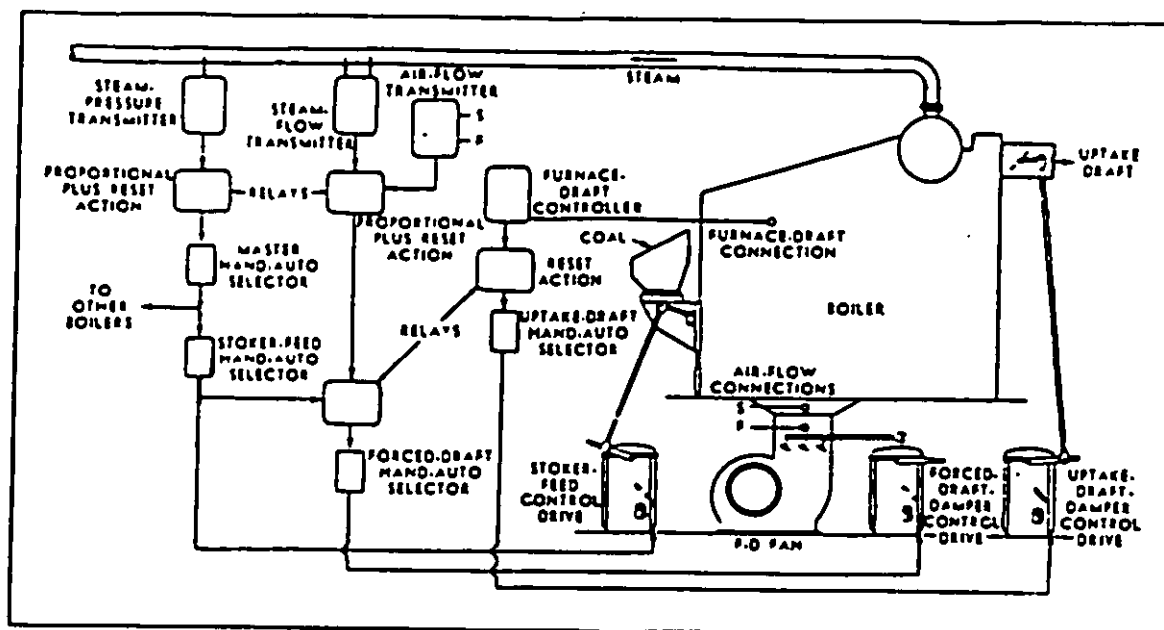 STEAM
STEAM-
PRESSURE
TRANSMITTER
STEAM-
FLOW
TRANSMITTER
AIR-FLOW
TRANSMITTER
S
F
PROPORTIONAL
PLUS RESET
ACTION
RELAYS
PROPORTIONAL
PLUS RESET
ACTION
FURNACE-
DRAFT
CONTROLLER
UPTAKE
DRAFT
MASTER
HAND-AUTO
SELECTOR
RESET
ACTION
COAL
FURNACE-DRAFT
CONNECTION
TO
OTHER
BOILERS
RELAYS
UPTAKE-DRAFT
HAND-AUTO
SELECTOR
BOILER
STOKER-FEED
HAND-AUTO
SELECTOR
AIR-FLOW
CONNECTIONS
S
F
FORCED-DRAFT
HAND-AUTO
SELECTOR
STOKER-
FEED
CONTROL
DRIVE
F-D FAN
FORCED-
DRAFT-
DAMPER
CONTROL
DRIVE
UPTAKE-
DRAFT-
DAMPER
CONTROL
DRIVE